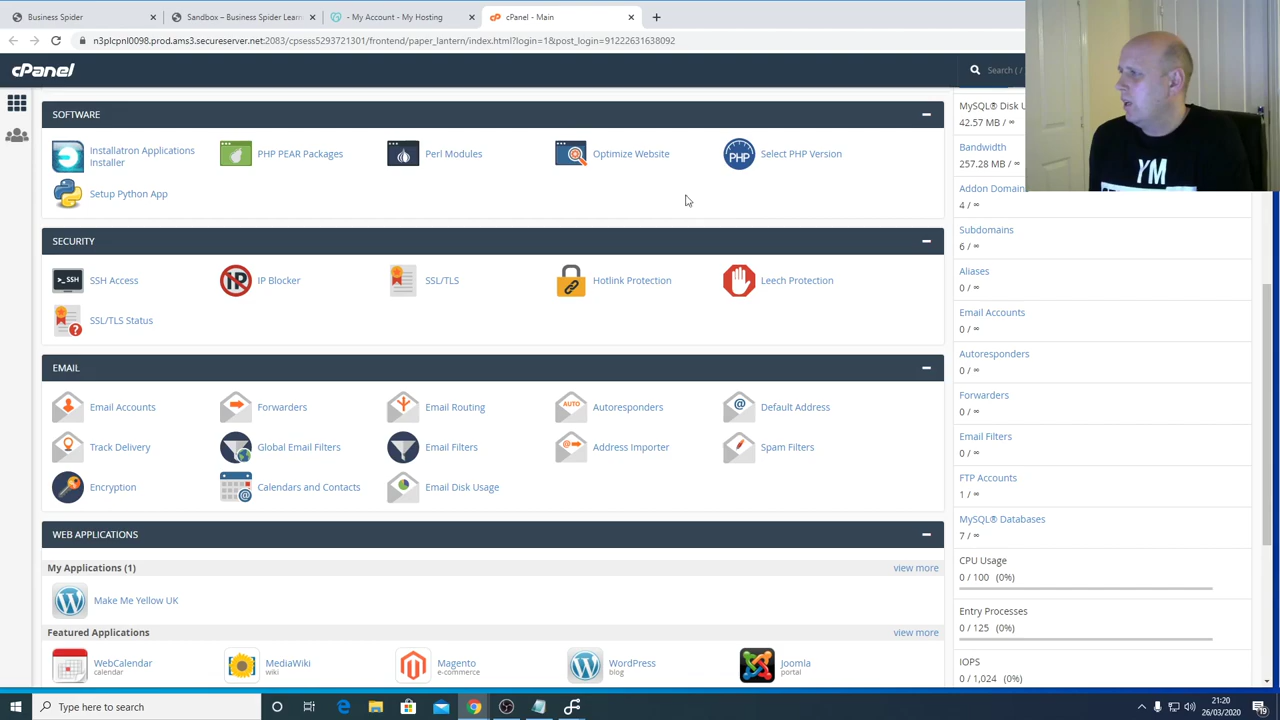 Business Spider
Sandbox – Business Spider Learn
- My Account - My Hosting
cPanel - Main
n3plcpnl0098.prod.ams3.secureserver.net:2083/cpsess5293721301/frontend/paper_lantern/index.html?login=1&post_login=91222631638092
cPanel
Search ( /
SOFTWARE
Installatron Applications Installer
PHP PEAR Packages
Perl Modules
Optimize Website
PHP
Select PHP Version
Setup Python App
SECURITY
>_SSH
SSH Access
IP
IP Blocker
SSL/TLS
Hotlink Protection
Leech Protection
SSL/TLS Status
EMAIL
Email Accounts
Forwarders
Email Routing
AUTO
Autoresponders
Default Address
Track Delivery
Global Email Filters
Email Filters
Address Importer
Spam Filters
Encryption
Calendars and Contacts
Email Disk Usage
WEB APPLICATIONS
My Applications (1)
view more
Make Me Yellow UK
Featured Applications
view more
WebCalendar
calendar
MediaWiki
wiki
Magento
e-commerce
WordPress
blog
Joomla
portal
MySQL® Disk U
42.57 MB / ∞
Bandwidth
257.28 MB / ∞
Addon Domain
4 / ∞
Subdomains
6 / ∞
Aliases
0 / ∞
Email Accounts
0 / ∞
Autoresponders
0 / ∞
Forwarders
0 / ∞
Email Filters
0 / ∞
FTP Accounts
1 / ∞
MySQL® Databases
7 / ∞
CPU Usage
0 / 100 (0%)
Entry Processes
0 / 125 (0%)
IOPS
0 / 1,024 (0%)
YM
Type here to search
21:20
26/03/2020
19